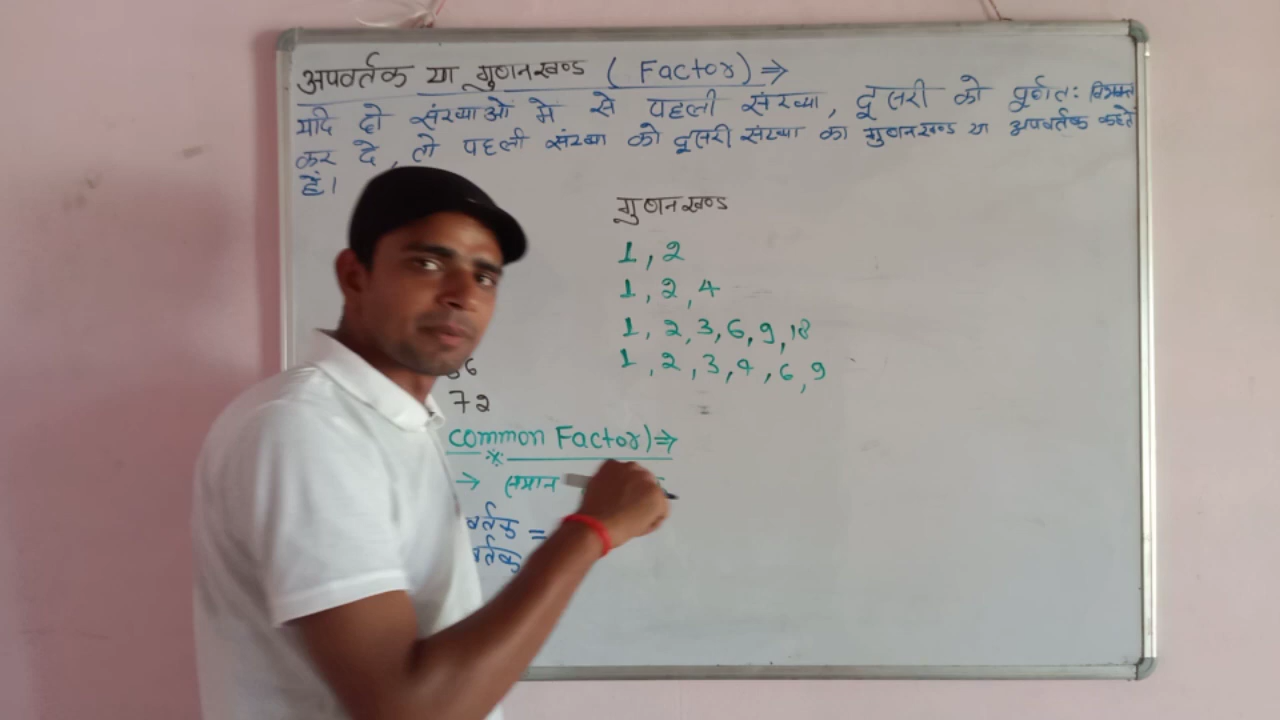 अपवर्तक या गुणनखण्ड ( Factor) ⇒
यदि दो संख्याओ मे से पहली संख्या, दूसरी को पूर्णत: विभक्त
कर दे, तो पहली संख्या को दूसरी संख्या का गुणनखण्ड या अपवर्तक कहते
हैं।
गुणनखण्ड
1, 2
1, 2, 4
1, 2, 3, 6, 9, 18
1, 2, 3, 4, 6, 9
72
common Factor) ⇒
→ समान